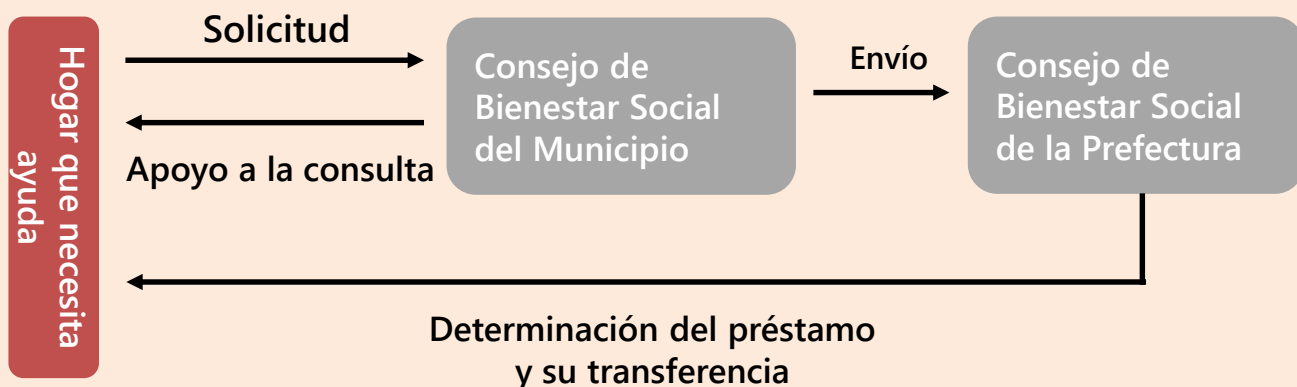 Hogar que necesita
ayuda
Solicitud
Apoyo a la consulta
Consejo de
Bienestar Social
del Municipio
Envío
Consejo de
Bienestar Social
de la Prefectura
Determinación del préstamo
y su transferencia